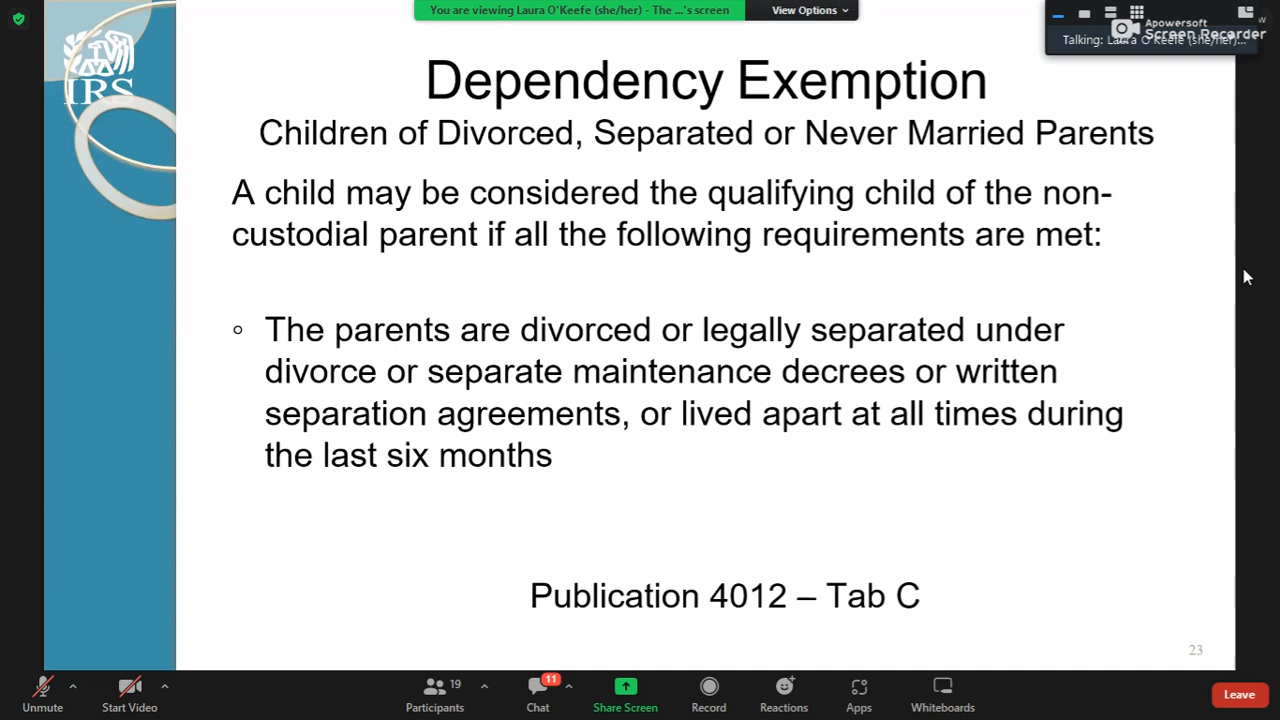 You are viewing Laura O'Keefe (she/her) - The ...'s screen
View Options
Apowersoft
Screen Recorder
Talking: Laura O'Keefe (she/her)...
IRS
Dependency Exemption
Children of Divorced, Separated or Never Married Parents
A child may be considered the qualifying child of the non-
custodial parent if all the following requirements are met:
◦ The parents are divorced or legally separated under
divorce or separate maintenance decrees or written
separation agreements, or lived apart at all times during
the last six months
Publication 4012 – Tab C
23
Unmute
Start Video
19
Participants
11
Chat
Share Screen
Record
Reactions
Apps
Whiteboards
Leave